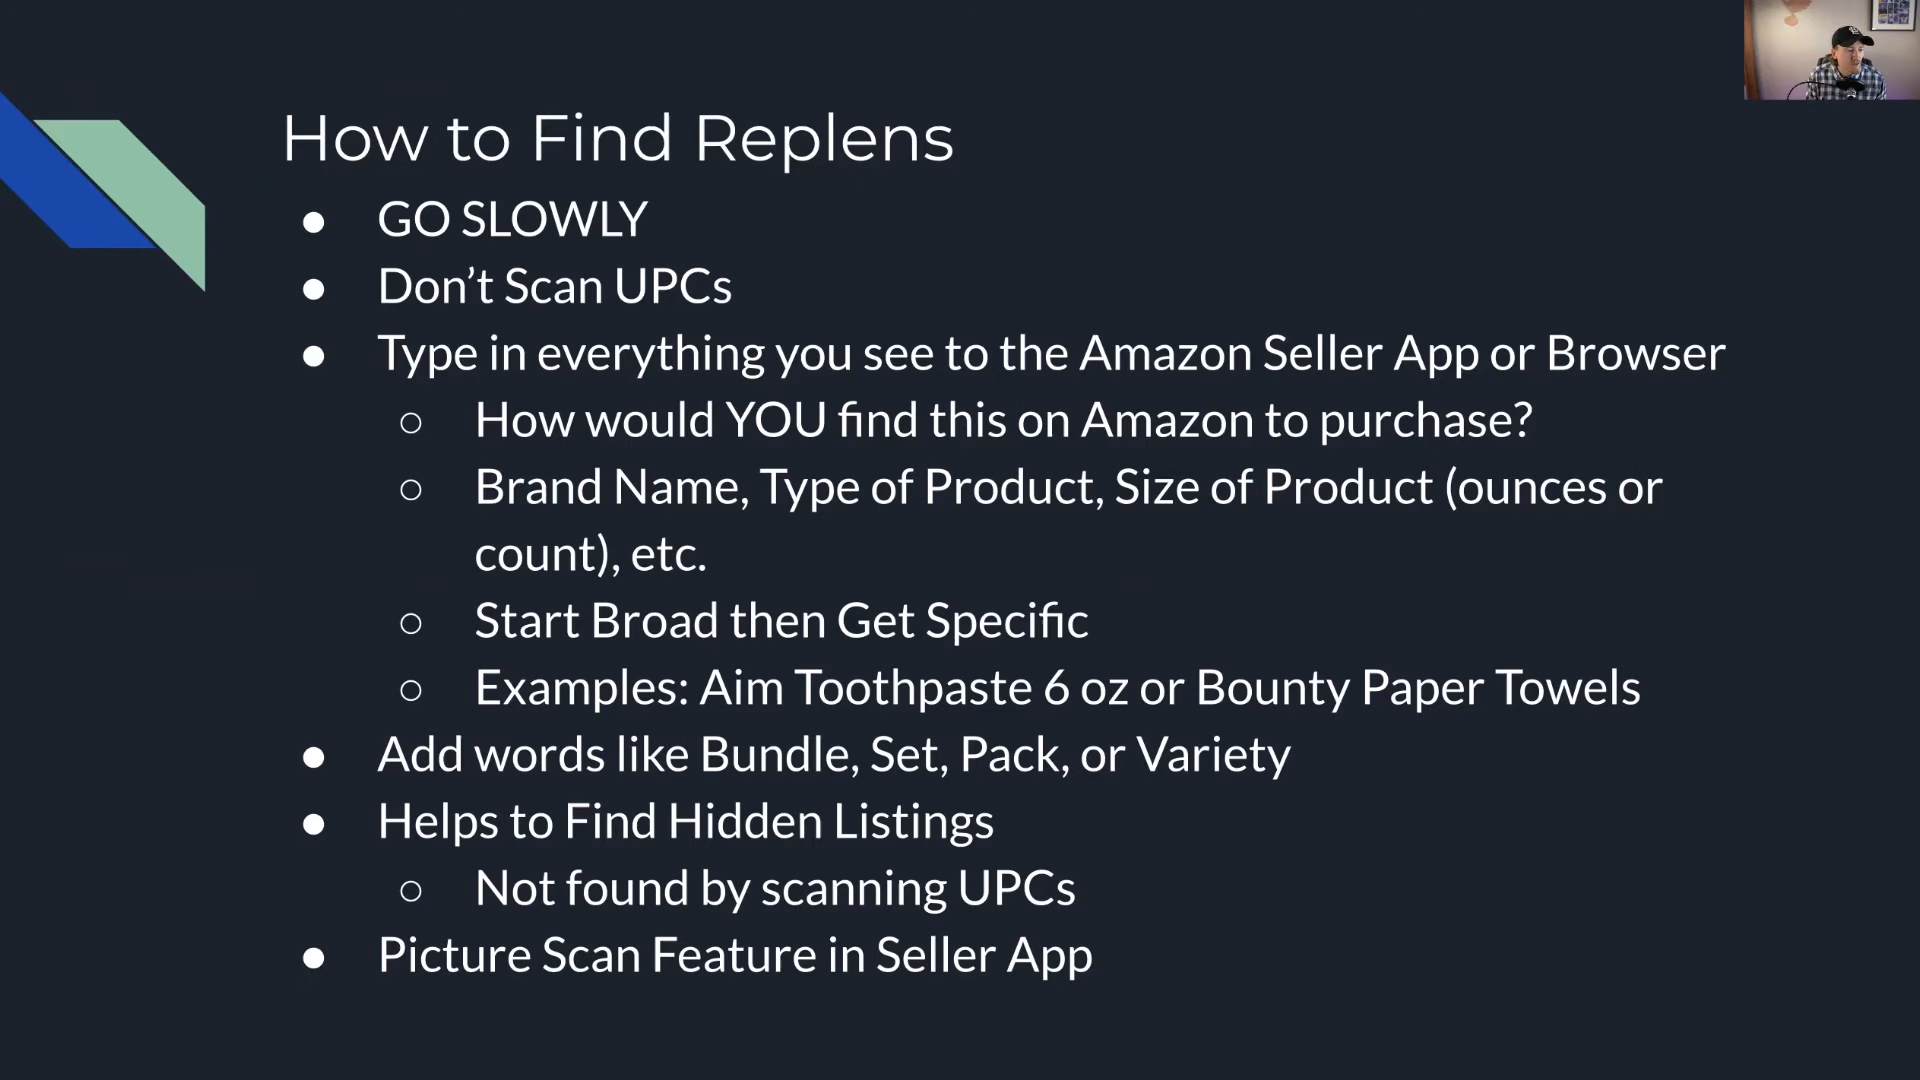 How to Find Replens
● GO SLOWLY
● Don’t Scan UPCs
● Type in everything you see to the Amazon Seller App or Browser
○ How would YOU find this on Amazon to purchase?
○ Brand Name, Type of Product, Size of Product (ounces or
count), etc.
○ Start Broad then Get Specific
○ Examples: Aim Toothpaste 6 oz or Bounty Paper Towels
● Add words like Bundle, Set, Pack, or Variety
● Helps to Find Hidden Listings
○ Not found by scanning UPCs
● Picture Scan Feature in Seller App